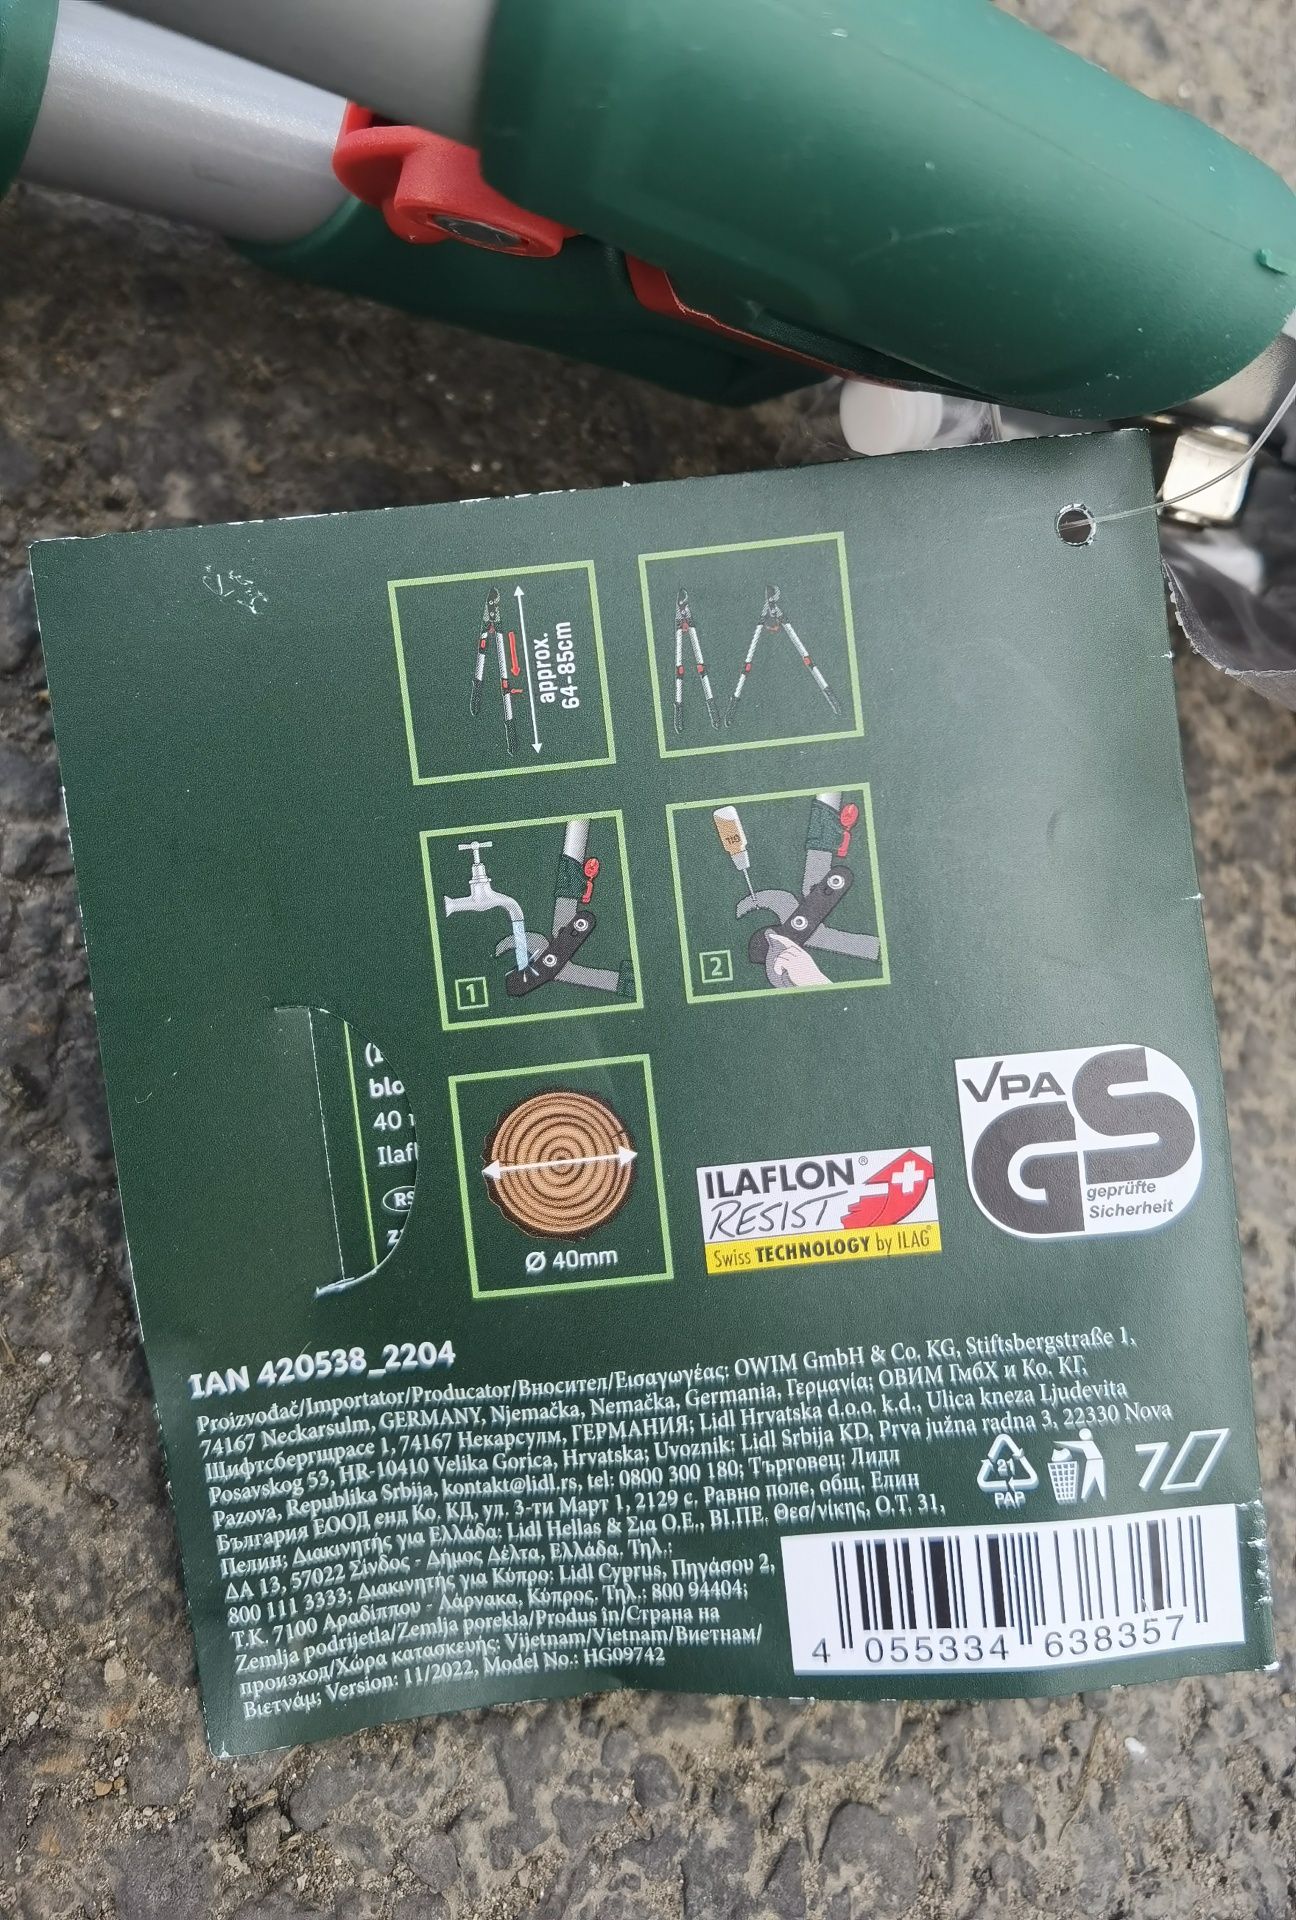 approx.
64-85cm
OIL
1
2
(
blo
40
Ilafl
RS
z
Ø 40mm
ILAFLON®
RESIST
Swiss TECHNOLOGY by ILAG®
VPA
GS
geprüfte
Sicherheit
IAN 420538_2204
Proizvođač/Importator/Producator/Вносител/Εισαγωγέας: OWIM GmbH & Co. KG, Stiftsbergstraße 1,
74167 Neckarsulm, GERMANY, Njemačka, Nemačka, Germania, Γερμανία; ОВИМ ГмбХ и Ко. КГ,
Щифтсбергщрасе 1, 74167 Некарсулм, ГЕРМАНИЯ; Lidl Hrvatska d.o.o. k.d., Ulica kneza Ljudevita
Posavskog 53, HR-10410 Velika Gorica, Hrvatska; Uvoznik: Lidl Srbija KD, Prva južna radna 3, 22330 Nova
Pazova, Republika Srbija, kontakt@lidl.rs, tel: 0800 300 180; Търговец: Лидл
България ЕООД енд Ко. КД, ул. 3-ти Март 1, 2129 с. Равно поле, общ. Елин
Пелин; Διακινητής για Ελλάδα: Lidl Hellas & Σια Ο.Ε., ΒΙ.ΠΕ. Θεσ/νίκης, Ο.Τ. 31,
ΔΑ 13, 57022 Σίνδος - Δήμος Δέλτα, Ελλάδα, Τηλ.:
800 111 3333; Διακινητής για Κύπρο: Lidl Cyprus, Πηγάσου 2,
Τ.Κ. 7100 Αραδίππου - Λάρνακα, Κύπρος, Τηλ.: 800 94404;
Zemlja podrijetla/Zemlja porekla/Produs în/Страна на
произход/Χώρα κατασκευής: Vijetnam/Vietnam/Виетнам/
Βιετνάμ; Version: 11/2022, Model No.: HG09742
21
PAP
4 055334 638357